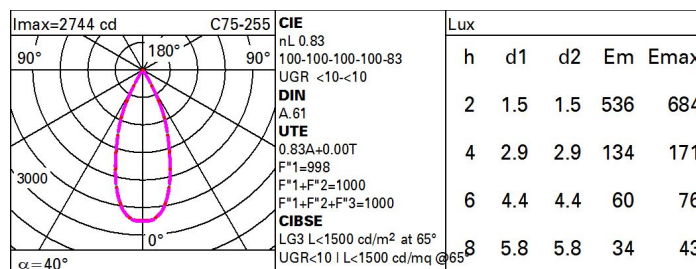 Imax=2744 cd C75-255
90° 180° 90°
3000
0°
α=40°
CIE
nL 0.83
100-100-100-100-83
UGR <10-<10
DIN
A.61
UTE
0.83A+0.00T
F"1=998
F"1+F"2=1000
F"1+F"2+F"3=1000
CIBSE
LG3 L<1500 cd/m² at 65°
UGR<10 | L<1500 cd/mq @65°
Lux
h d1 d2 Em Emax
2 1.5 1.5 536 684
4 2.9 2.9 134 171
6 4.4 4.4 60 76
8 5.8 5.8 34 43